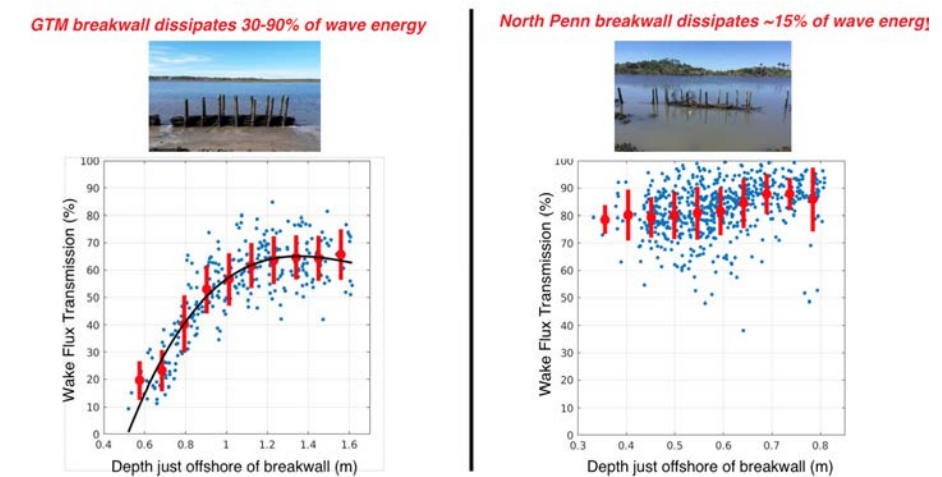 GTM breakwall dissipates 30-90% of wave energy
100
90
80
70
60
50
40
30
20
10
0
Wake Flux Transmission (%)
0.4 0.6 0.8 1 1.2 1.4 1.6
Depth just offshore of breakwall (m)
North Penn breakwall dissipates ~15% of wave energy
100
90
80
70
60
50
40
30
20
10
0
Wake Flux Transmission (%)
0.3 0.4 0.5 0.6 0.7 0.8
Depth just offshore of breakwall (m)